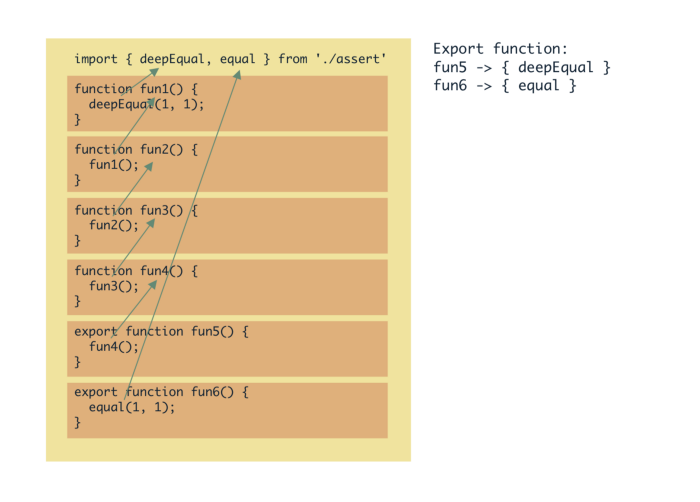 import { deepEqual, equal } from './assert'
function fun1() {
deepEqual(1, 1);
}
function fun2() {
fun1();
}
function fun3() {
fun2();
}
function fun4() {
fun3();
}
export function fun5() {
fun4();
}
export function fun6() {
equal(1, 1);
}
Export function:
fun5 -> { deepEqual }
fun6 -> { equal }